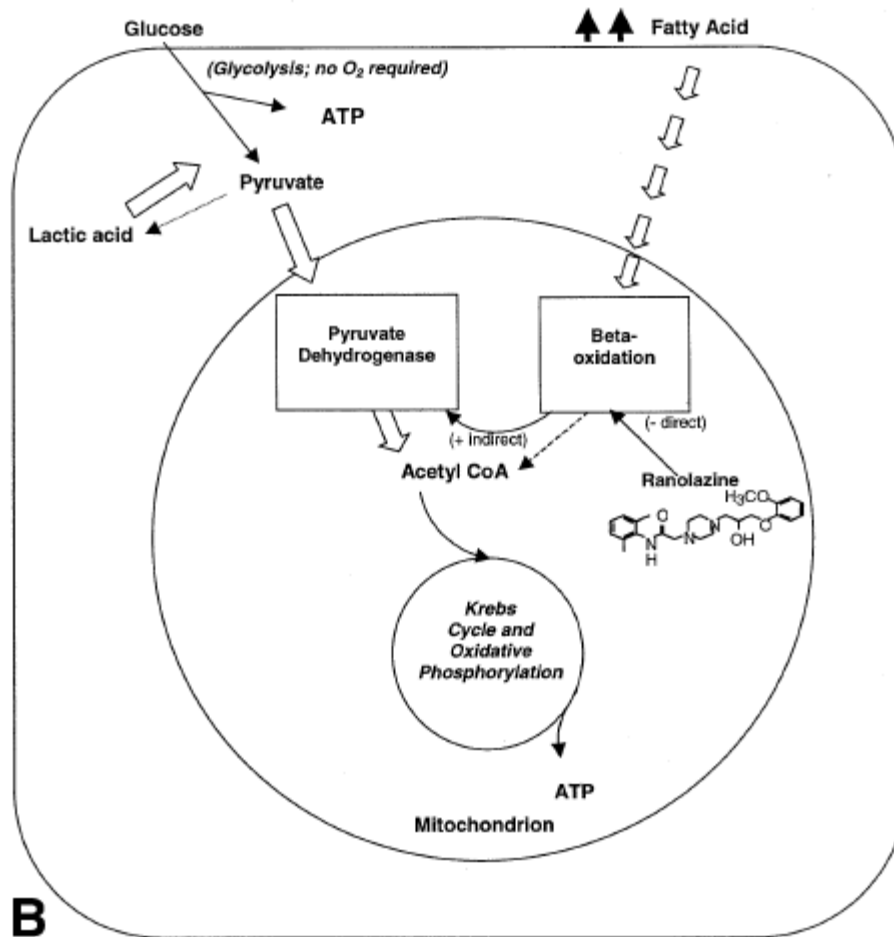 Glucose
Fatty Acid
(Glycolysis; no O₂ required)
ATP
Pyruvate
Lactic acid
Pyruvate
Dehydrogenase
Beta-
oxidation
(+ indirect)
(- direct)
Acetyl CoA
Ranolazine
H₃CO
O
N
N
N
H
OH
O
Krebs
Cycle and
Oxidative
Phosphorylation
ATP
Mitochondrion
B